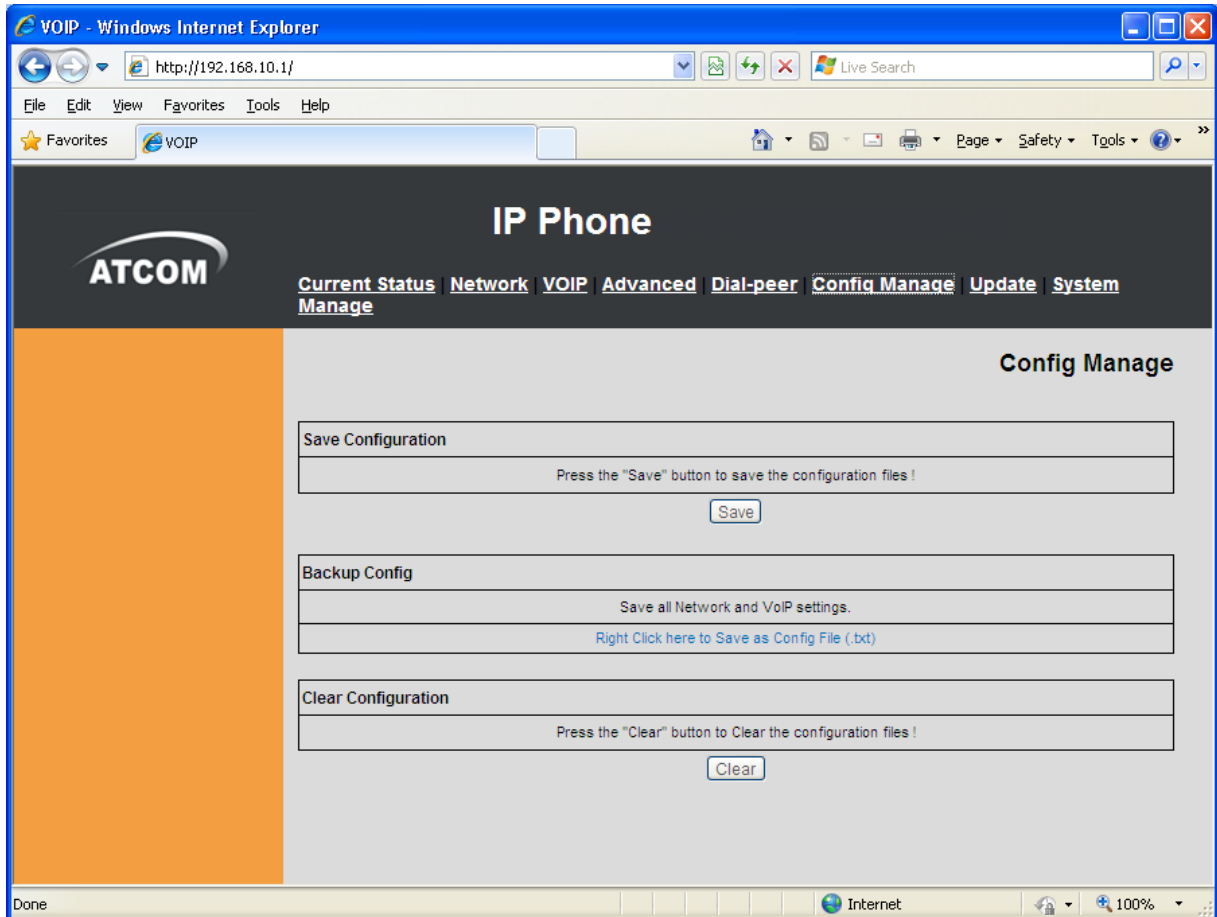 VOIP - Windows Internet Explorer
http://192.168.10.1/
Live Search
File Edit View Favorites Tools Help
Favorites
VOIP
Page Safety Tools
IP Phone
ATCOM
Current Status | Network | VOIP | Advanced | Dial-peer | Config Manage | Update | System
Manage
Config Manage
Save Configuration
Press the "Save" button to save the configuration files !
Save
Backup Config
Save all Network and VoIP settings.
Right Click here to Save as Config File (.txt)
Clear Configuration
Press the "Clear" button to Clear the configuration files !
Clear
Done
Internet
100%